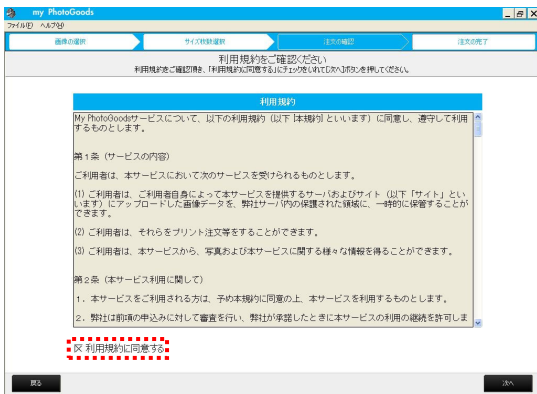 my PhotoGoods
ファイル(F) ヘルプ(H)
画像の選択 サイズ枚数選択 注文の確認 注文の完了
利用規約をご確認ください
利用規約をご確認頂き、「利用規約に同意する」にチェックをいれて[次へ]ボタンを押してください。
利用規約
My PhotoGoodsサービスについて、以下の利用規約（以下「本規約」といいます）に同意し、遵守して利用
するものとします。
第１条（サービスの内容）
ご利用者は、本サービスにおいて次のサービスを受けられるものとします。
(1) ご利用者は、ご利用者自身によって本サービスを提供するサーバおよびサイト（以下「サイト」とい
います）にアップロードした画像データを、弊社サーバ内の保護された領域に、一時的に保管することが
できます。
(2) ご利用者は、それらをプリント注文等をすることができます。
(3) ご利用者は、本サービスから、写真および本サービスに関する様々な情報を得ることができます。
第２条（本サービス利用に関して）
１．本サービスをご利用される方は、予め本規約に同意の上、本サービスを利用するものとします。
２．弊社は前項の申込みに対して審査を行い、弊社が承諾したときに本サービスの利用の継続を許可しま
利用規約に同意する
戻る 次へ